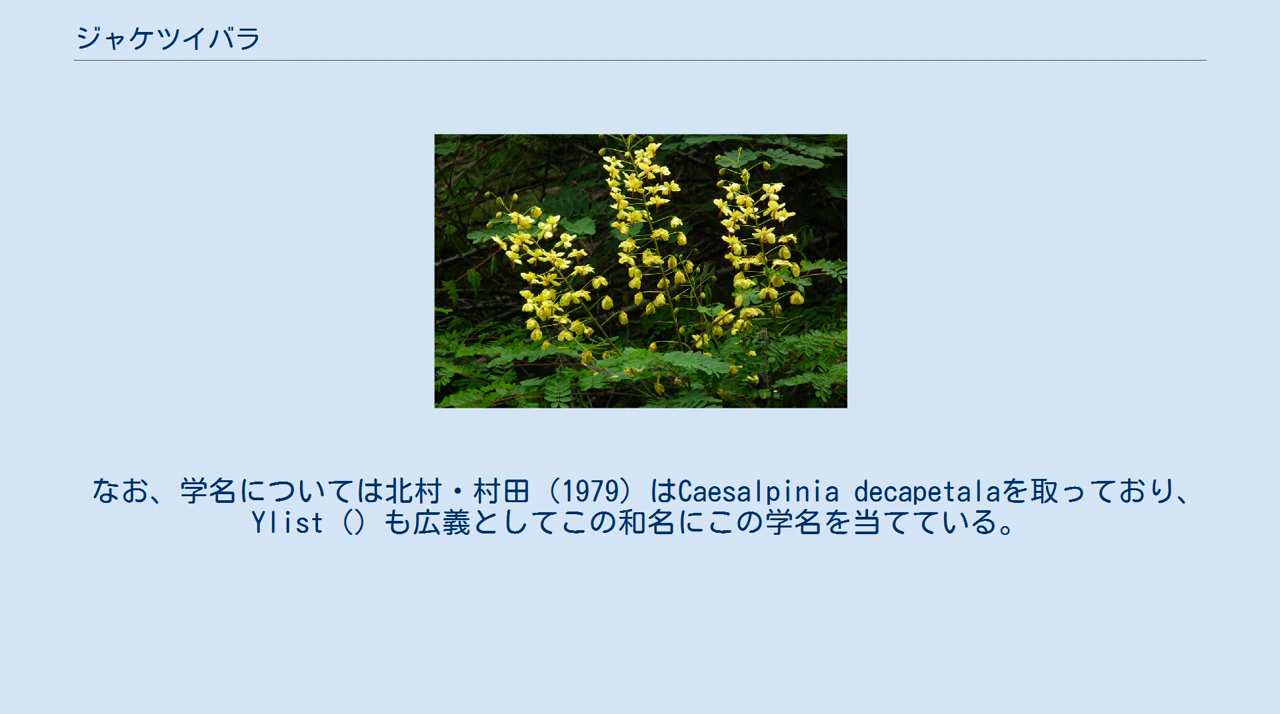 ジャケツイバラ
なお、学名については北村・村田（1979）はCaesalpinia decapetalaを取っており、
Ylist（）も広義としてこの和名にこの学名を当てている。